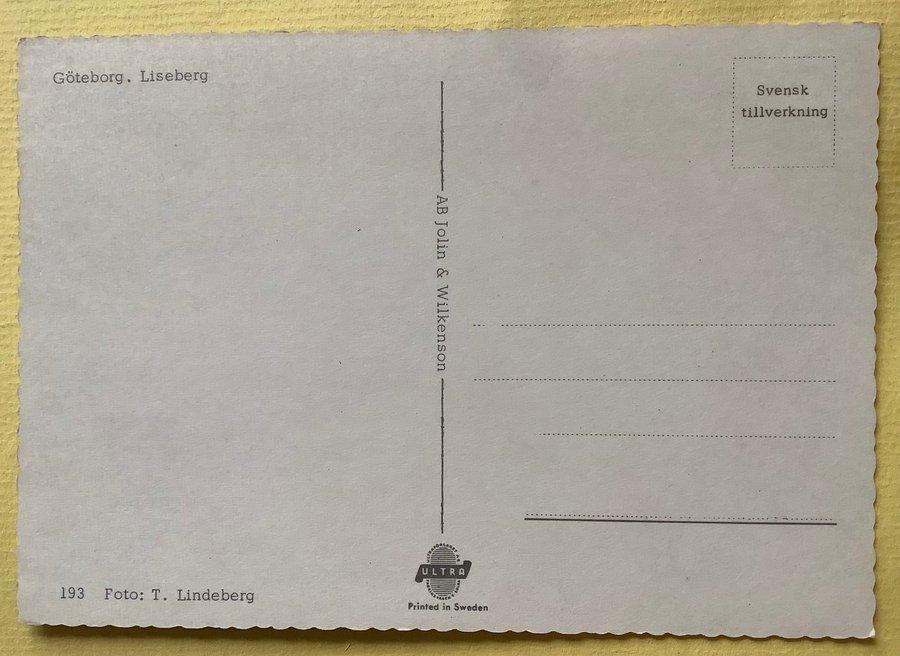 Göteborg. Liseberg
Svensk
tillverkning
AB Jolin & Wilkenson
ULTRA
Printed in Sweden
193 Foto: T. Lindeberg